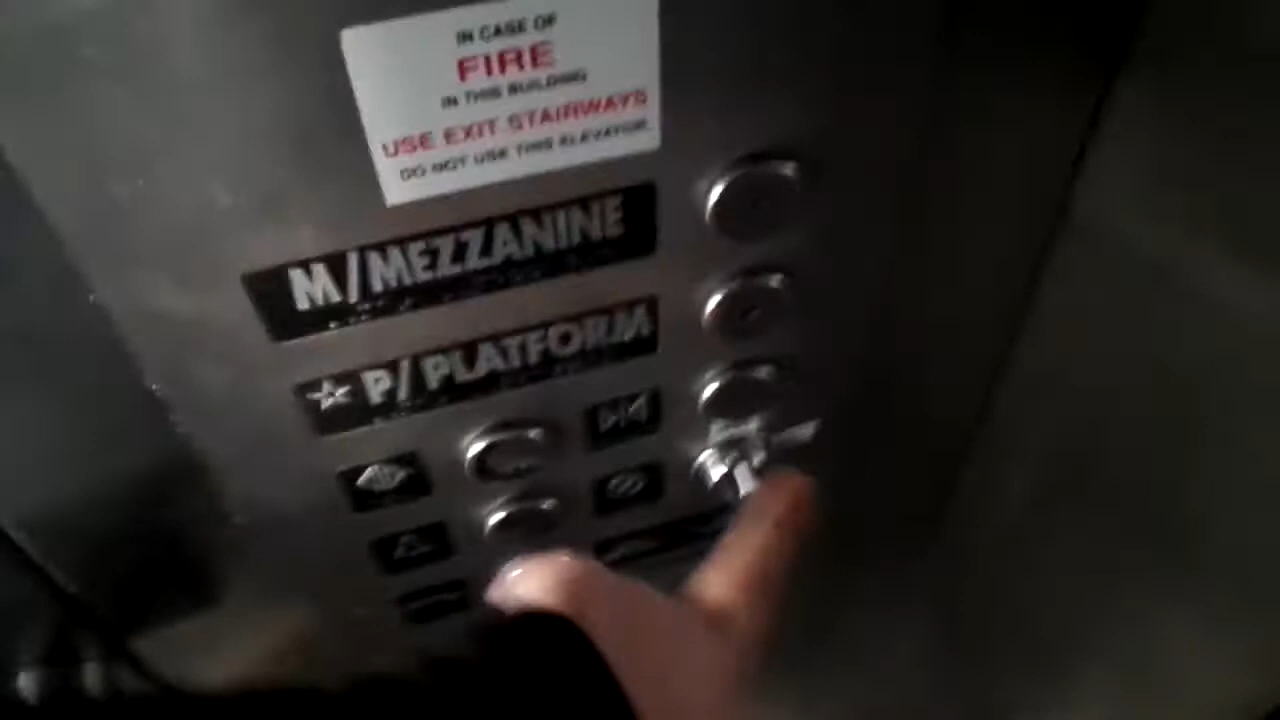 IN CASE OF
FIRE
IN THIS BUILDING
USE EXIT STAIRWAYS
DO NOT USE THIS ELEVATOR
M/MEZZANINE
☆ P/PLATFORM